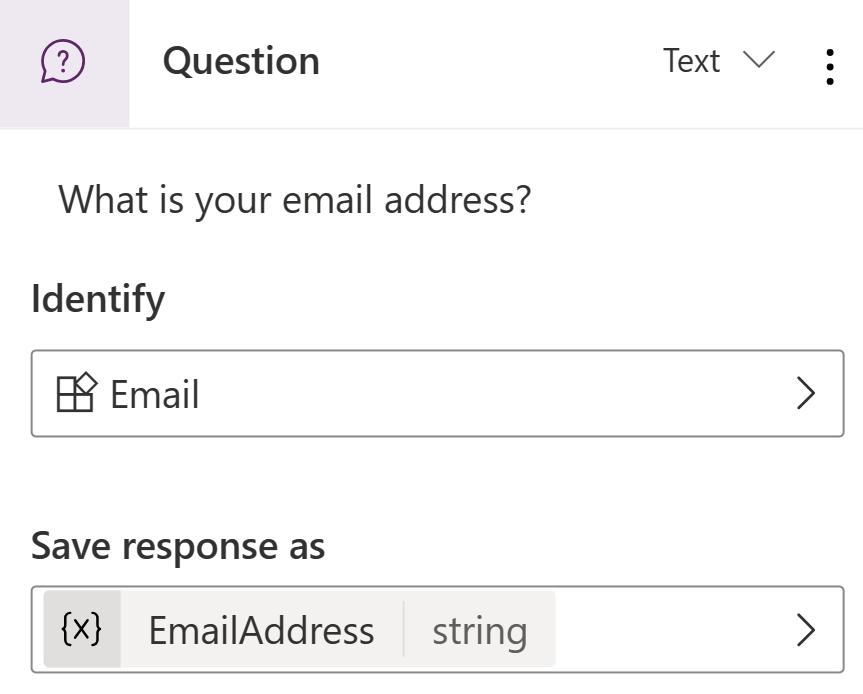 Question Text
What is your email address?
Identify
Email
Save response as
{x} EmailAddress string